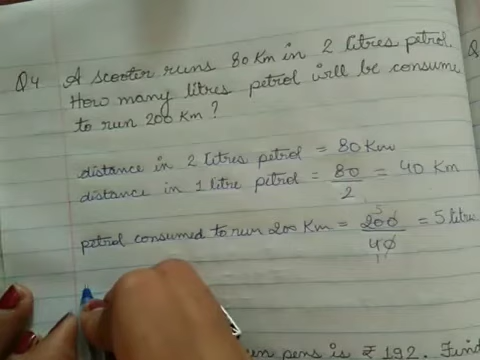 Q4 A scooter runs 80 Km in 2 litres petrol.
How many litres petrol will be consume
to run 200 Km ?
distance in 2 litres petrol = 80 Km
distance in 1 litre petrol = 80/2 = 40 Km
petrol consumed to run 200 Km = 200/40 = 5 litre
5
pens is ₹ 192. Find